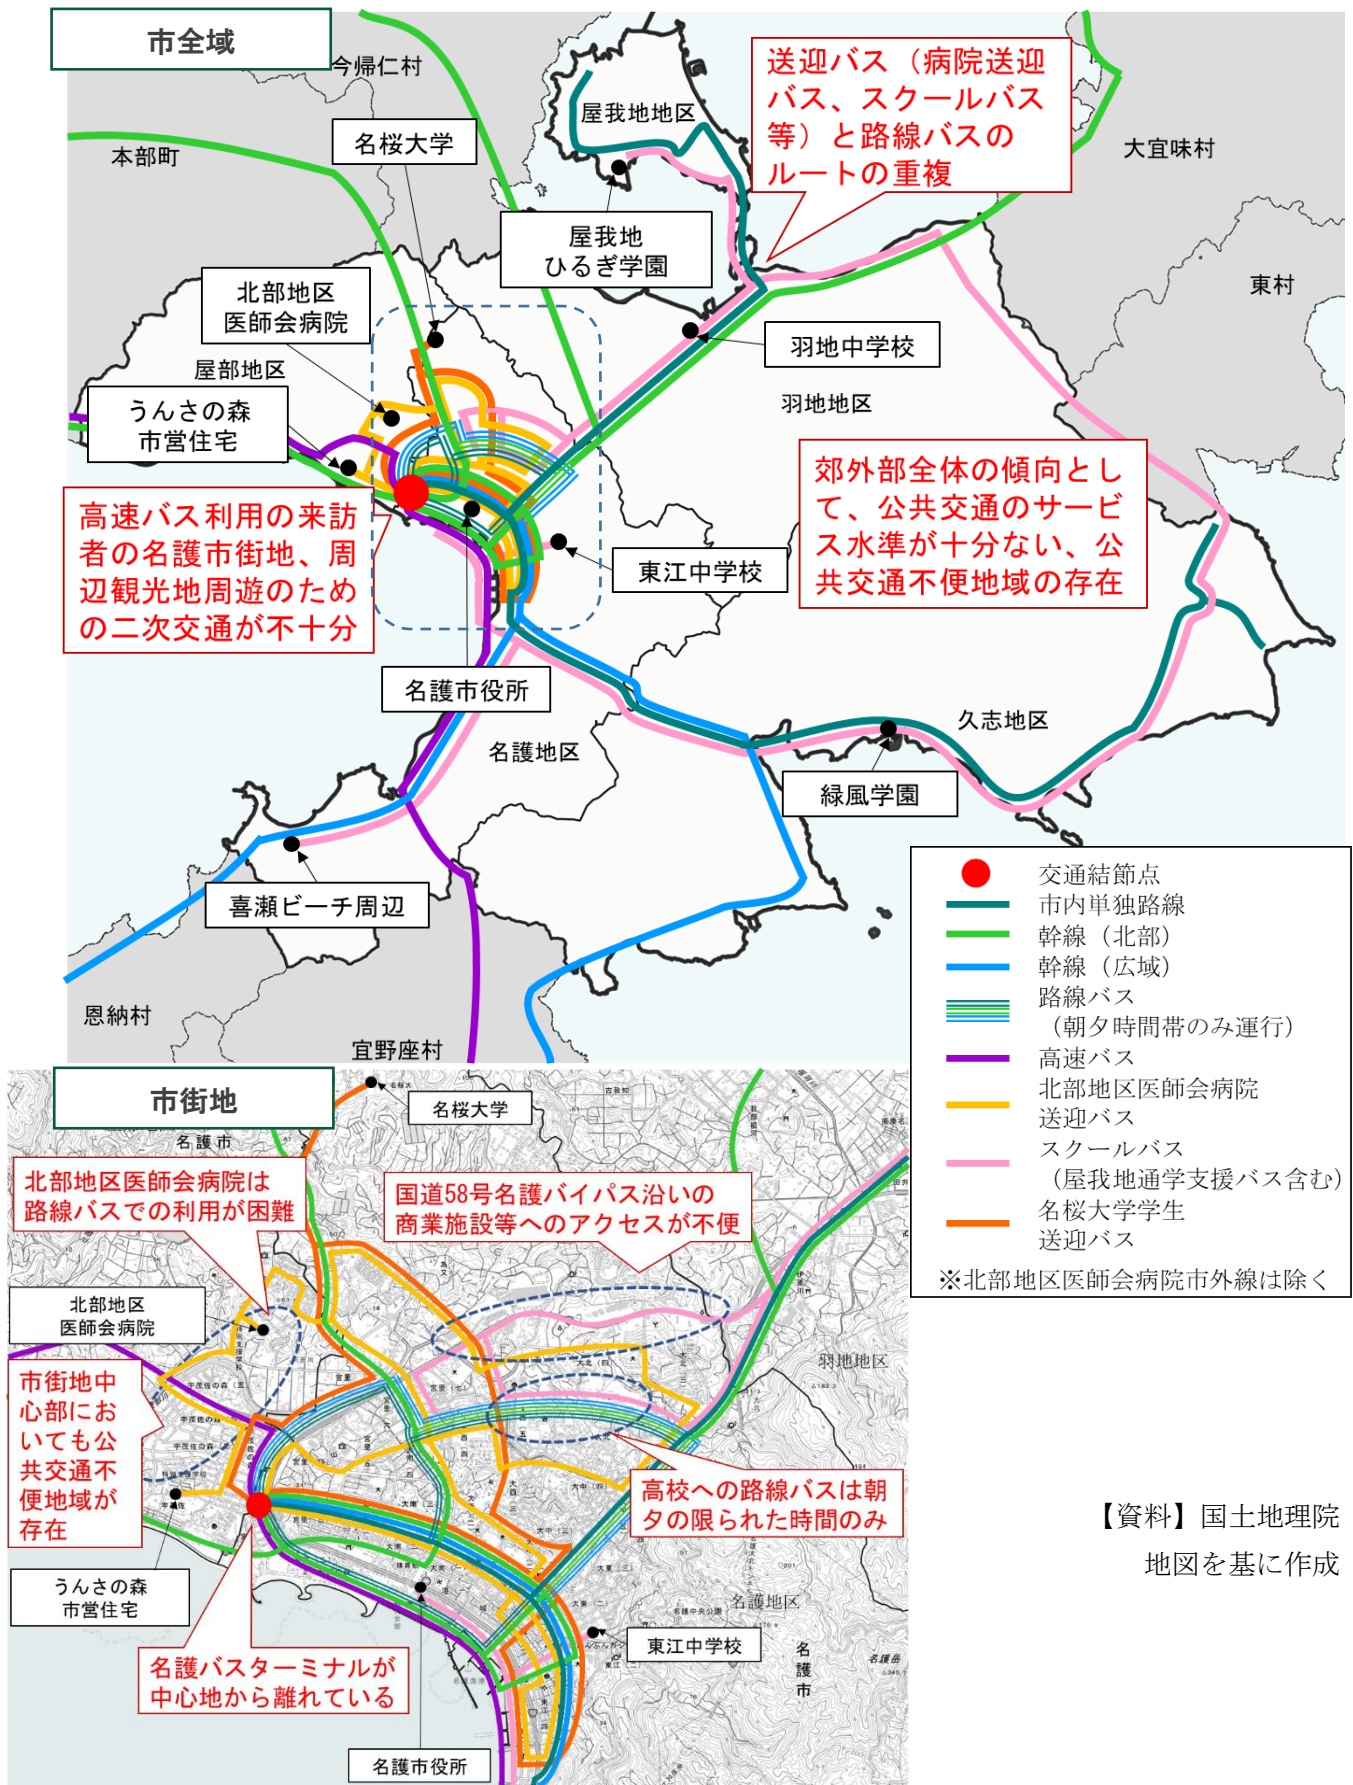 市全域
今帰仁村
本部町
名桜大学
屋我地地区
送迎バス（病院送迎
バス、スクールバス
等）と路線バスの
ルートの重複
大宜味村
東村
屋我地
ひるぎ学園
北部地区
医師会病院
屋部地区
うんさの森
市営住宅
羽地中学校
羽地地区
高速バス利用の来訪
者の名護市街地、周
辺観光地周遊のため
の二次交通が不十分
郊外部全体の傾向とし
て、公共交通のサービ
ス水準が十分ない、公
共交通不便地域の存在
東江中学校
名護市役所
名護地区
久志地区
緑風学園
喜瀬ビーチ周辺
恩納村
宜野座村
交通結節点
市内単独路線
幹線（北部）
幹線（広域）
路線バス
（朝夕時間帯のみ運行）
高速バス
北部地区医師会病院
送迎バス
スクールバス
（屋我地通学支援バス含む）
名桜大学学生
送迎バス
※北部地区医師会病院市外線は除く
市街地
名桜大
名桜大学
名護市
北部地区医師会病院は
路線バスでの利用が困難
国道58号名護バイパス沿いの
商業施設等へのアクセスが不便
北部地区
医師会病院
市街地中
心部にお
いても公
共交通不
便地域が
存在
羽地地区
高校への路線バスは朝
夕の限られた時間のみ
うんさの森
市営住宅
名護バスターミナルが
中心地から離れている
名護地区
名護中央公園
東江中学校
名護市
名護岳
名護市役所
【資料】国土地理院
地図を基に作成